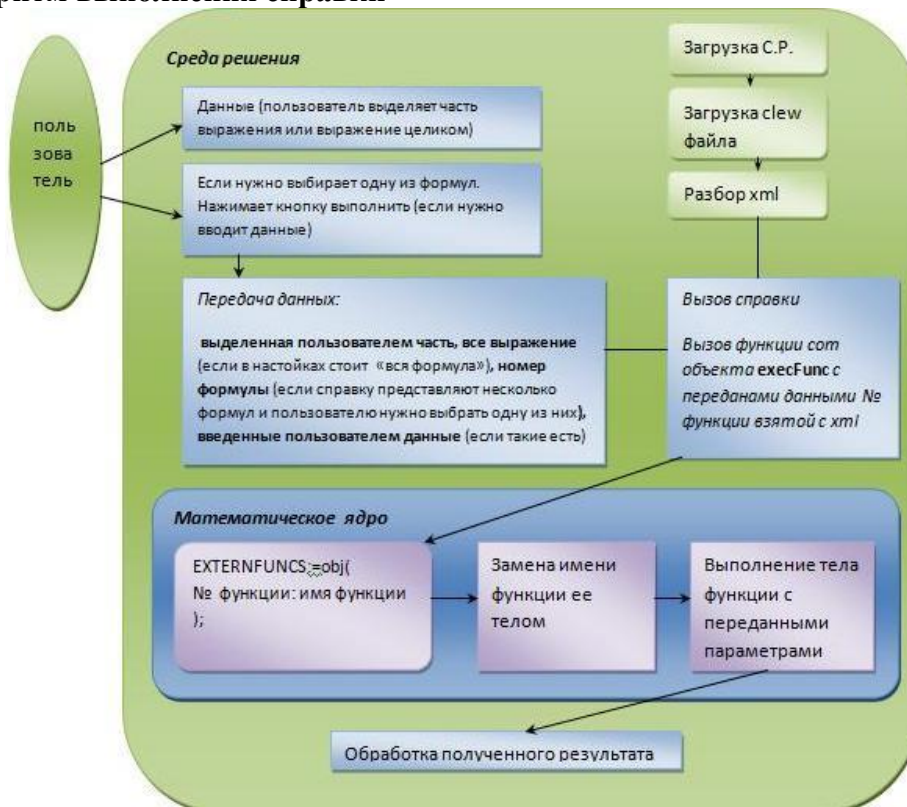 выполнения справки
Среда решения
поль
зова
тель
Данные (пользователь выделяет часть
выражения или выражение целиком)
Если нужно выбирает одну из формул.
Нажимает кнопку выполнить (если нужно
вводит данные)
Загрузка С.Р.
Загрузка clew
файла
Разбор xml
Передача данных:
выделенная пользователем часть, все выражение
(если в настойках стоит «вся формула»), номер
формулы (если справку представляют несколько
формул и пользователю нужно выбрать одну из них),
введенные пользователем данные (если такие есть)
Вызов справки
Вызов функции com
объекта execFunc с
переданами данными №
функции взятой с xml
Математическое ядро
EXTERNFUNCS:=obj(
№ функции: имя функции
);
Замена имени
функции ее
телом
Выполнение тела
функции с
переданными
параметрами
Обработка полученного результата